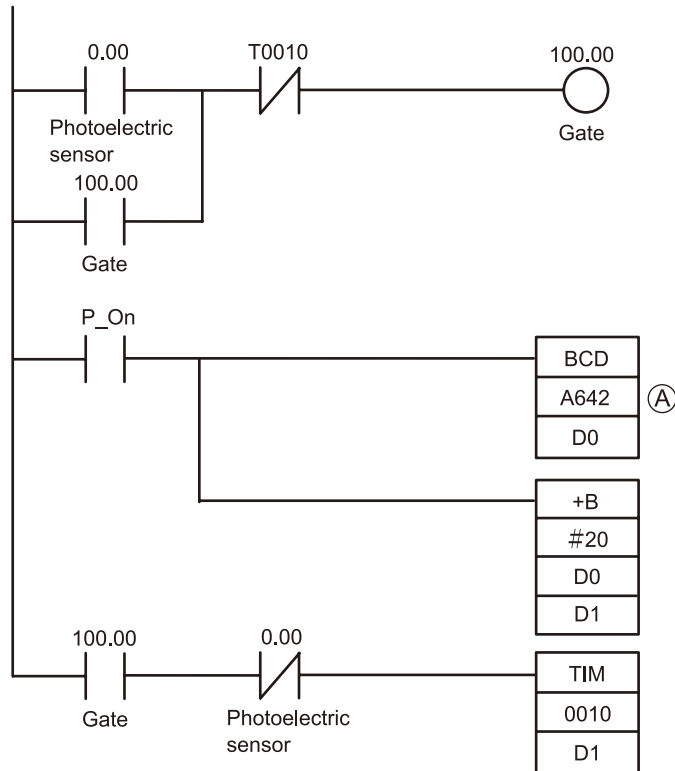 0.00
T0010
100.00
Photoelectric
sensor
Gate
100.00
Gate
P_On
BCD
A642
Ⓐ
D0
+B
#20
D0
D1
100.00
0.00
Gate
Photoelectric
sensor
TIM
0010
D1